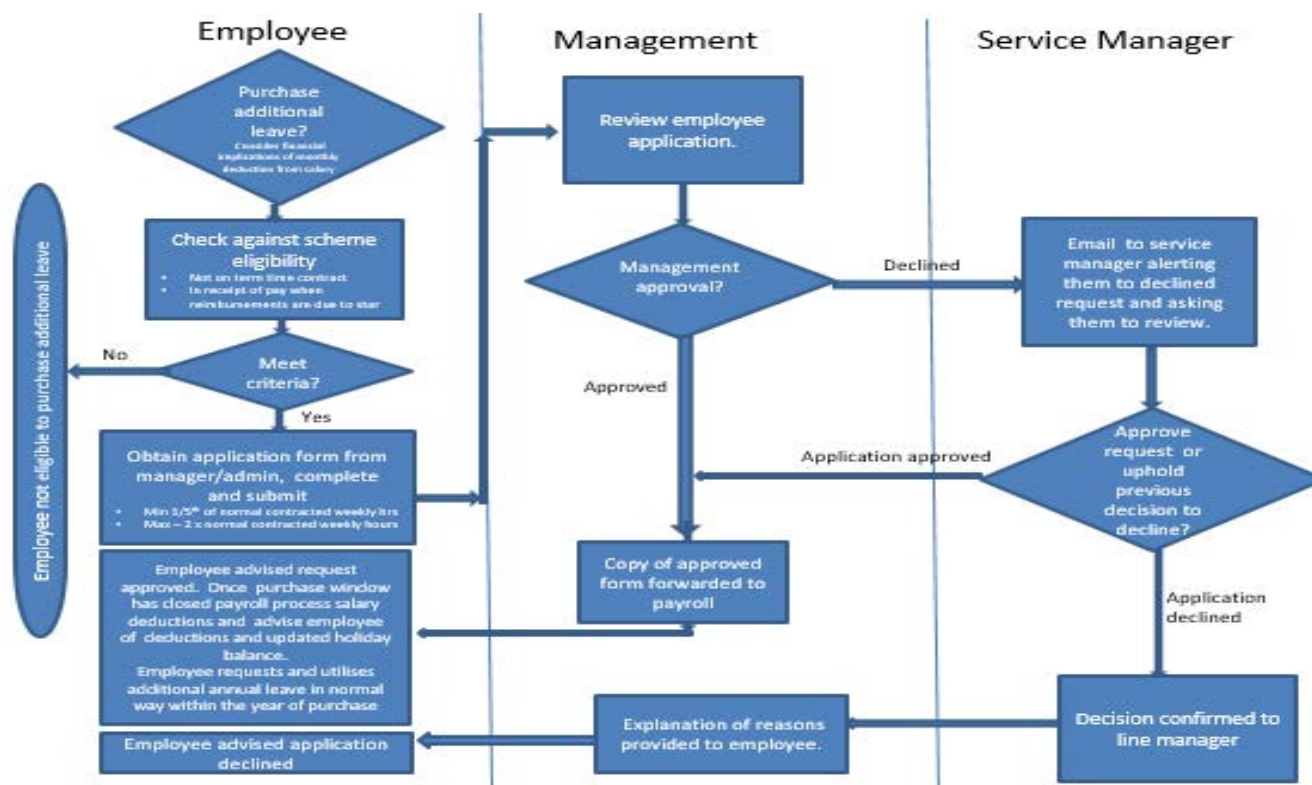 Employee
Management
Service Manager
Purchase
additional
leave?
Consider financial
implications of monthly
deduction from salary
Check against scheme
eligibility
• Not on term time contract
• In receipt of pay when
reimbursements are due to star
Meet
criteria?
No
Yes
Employee not eligible to purchase additional leave
Obtain application form from
manager/admin, complete
and submit
• Min of normal contracted weekly hrs
• Max – 2 x normal contracted weekly hours
Employee advised request
approved. Once purchase window
has closed payroll process salary
deductions and advise employee
of deductions and updated holiday
balance.
Employee requests and utilises
additional annual leave in normal
way within the year of purchase
Employee advised application
declined
Review employee
application.
Management
approval?
Declined
Approved
Copy of approved
form forwarded to
payroll
Explanation of reasons
provided to employee.
Email to service
manager alerting
them to declined
request and asking
them to review.
Approve
request or
uphold
previous
decision to
decline?
Application approved
Application
declined
Decision confirmed to
line manager